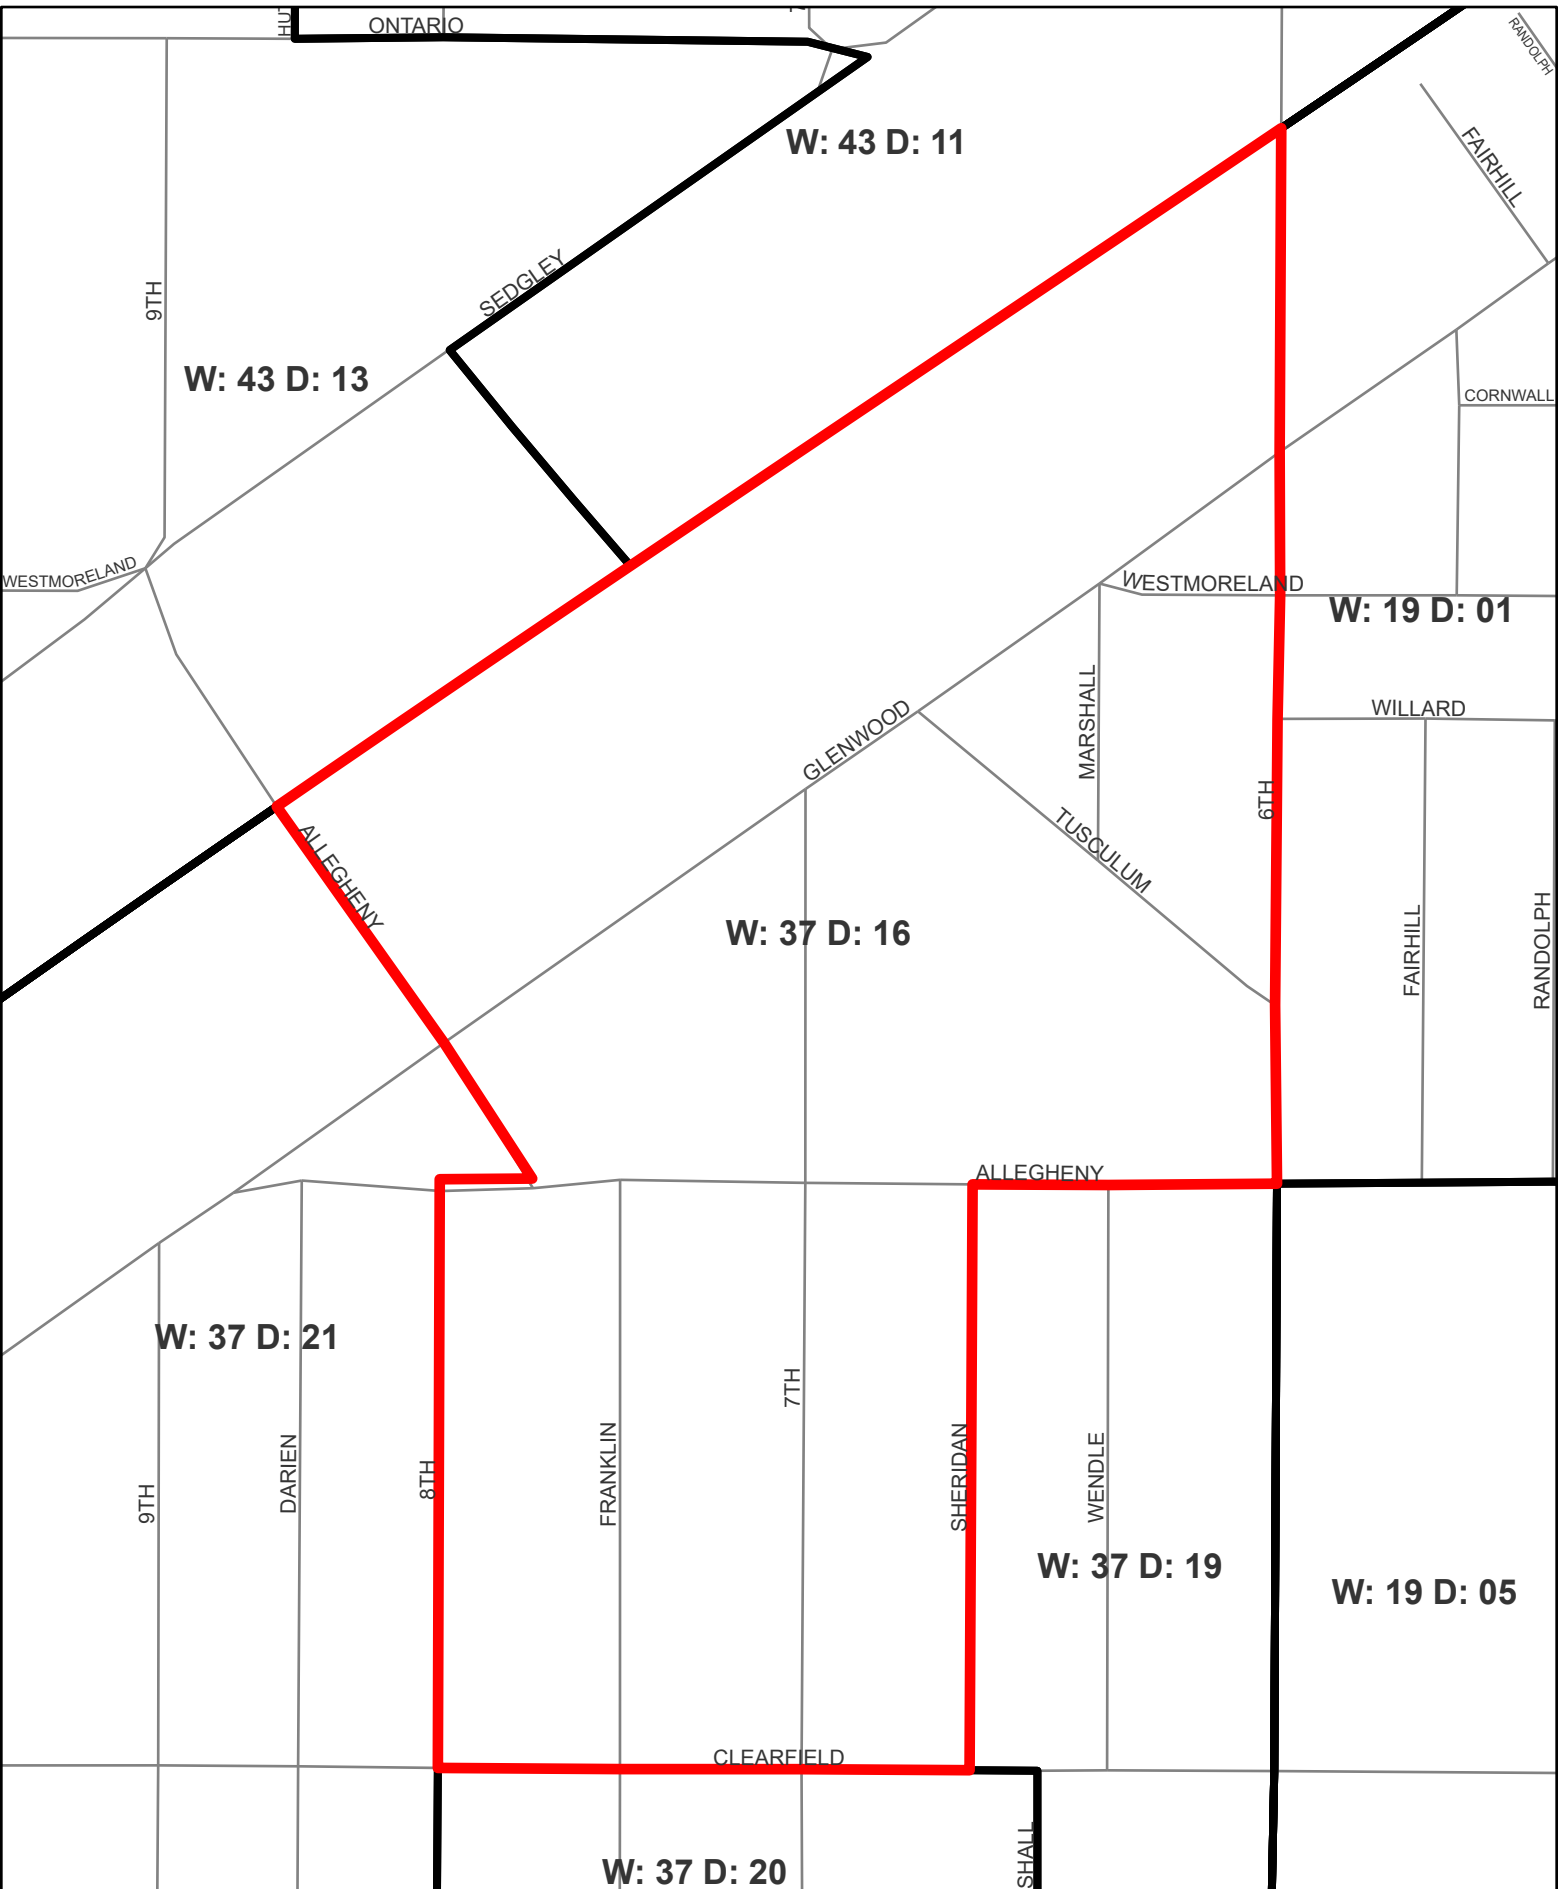 ONTARIO
RANDOLPH
W: 43 D: 11
FAIRHILL
SEDGLEY
9TH
W: 43 D: 13
CORNWALL
WESTMORELAND
WESTMORELAND
W: 19 D: 01
MARSHALL
GLENWOOD
WILLARD
6TH
TUSCULUM
ALLEGHENY
W: 37 D: 16
FAIRHILL
RANDOLPH
ALLEGHENY
W: 37 D: 21
7TH
DARIEN
8TH
FRANKLIN
SHERIDAN
WENDLE
9TH
W: 37 D: 19
W: 19 D: 05
CLEARFIELD
SHALL
W: 37 D: 20